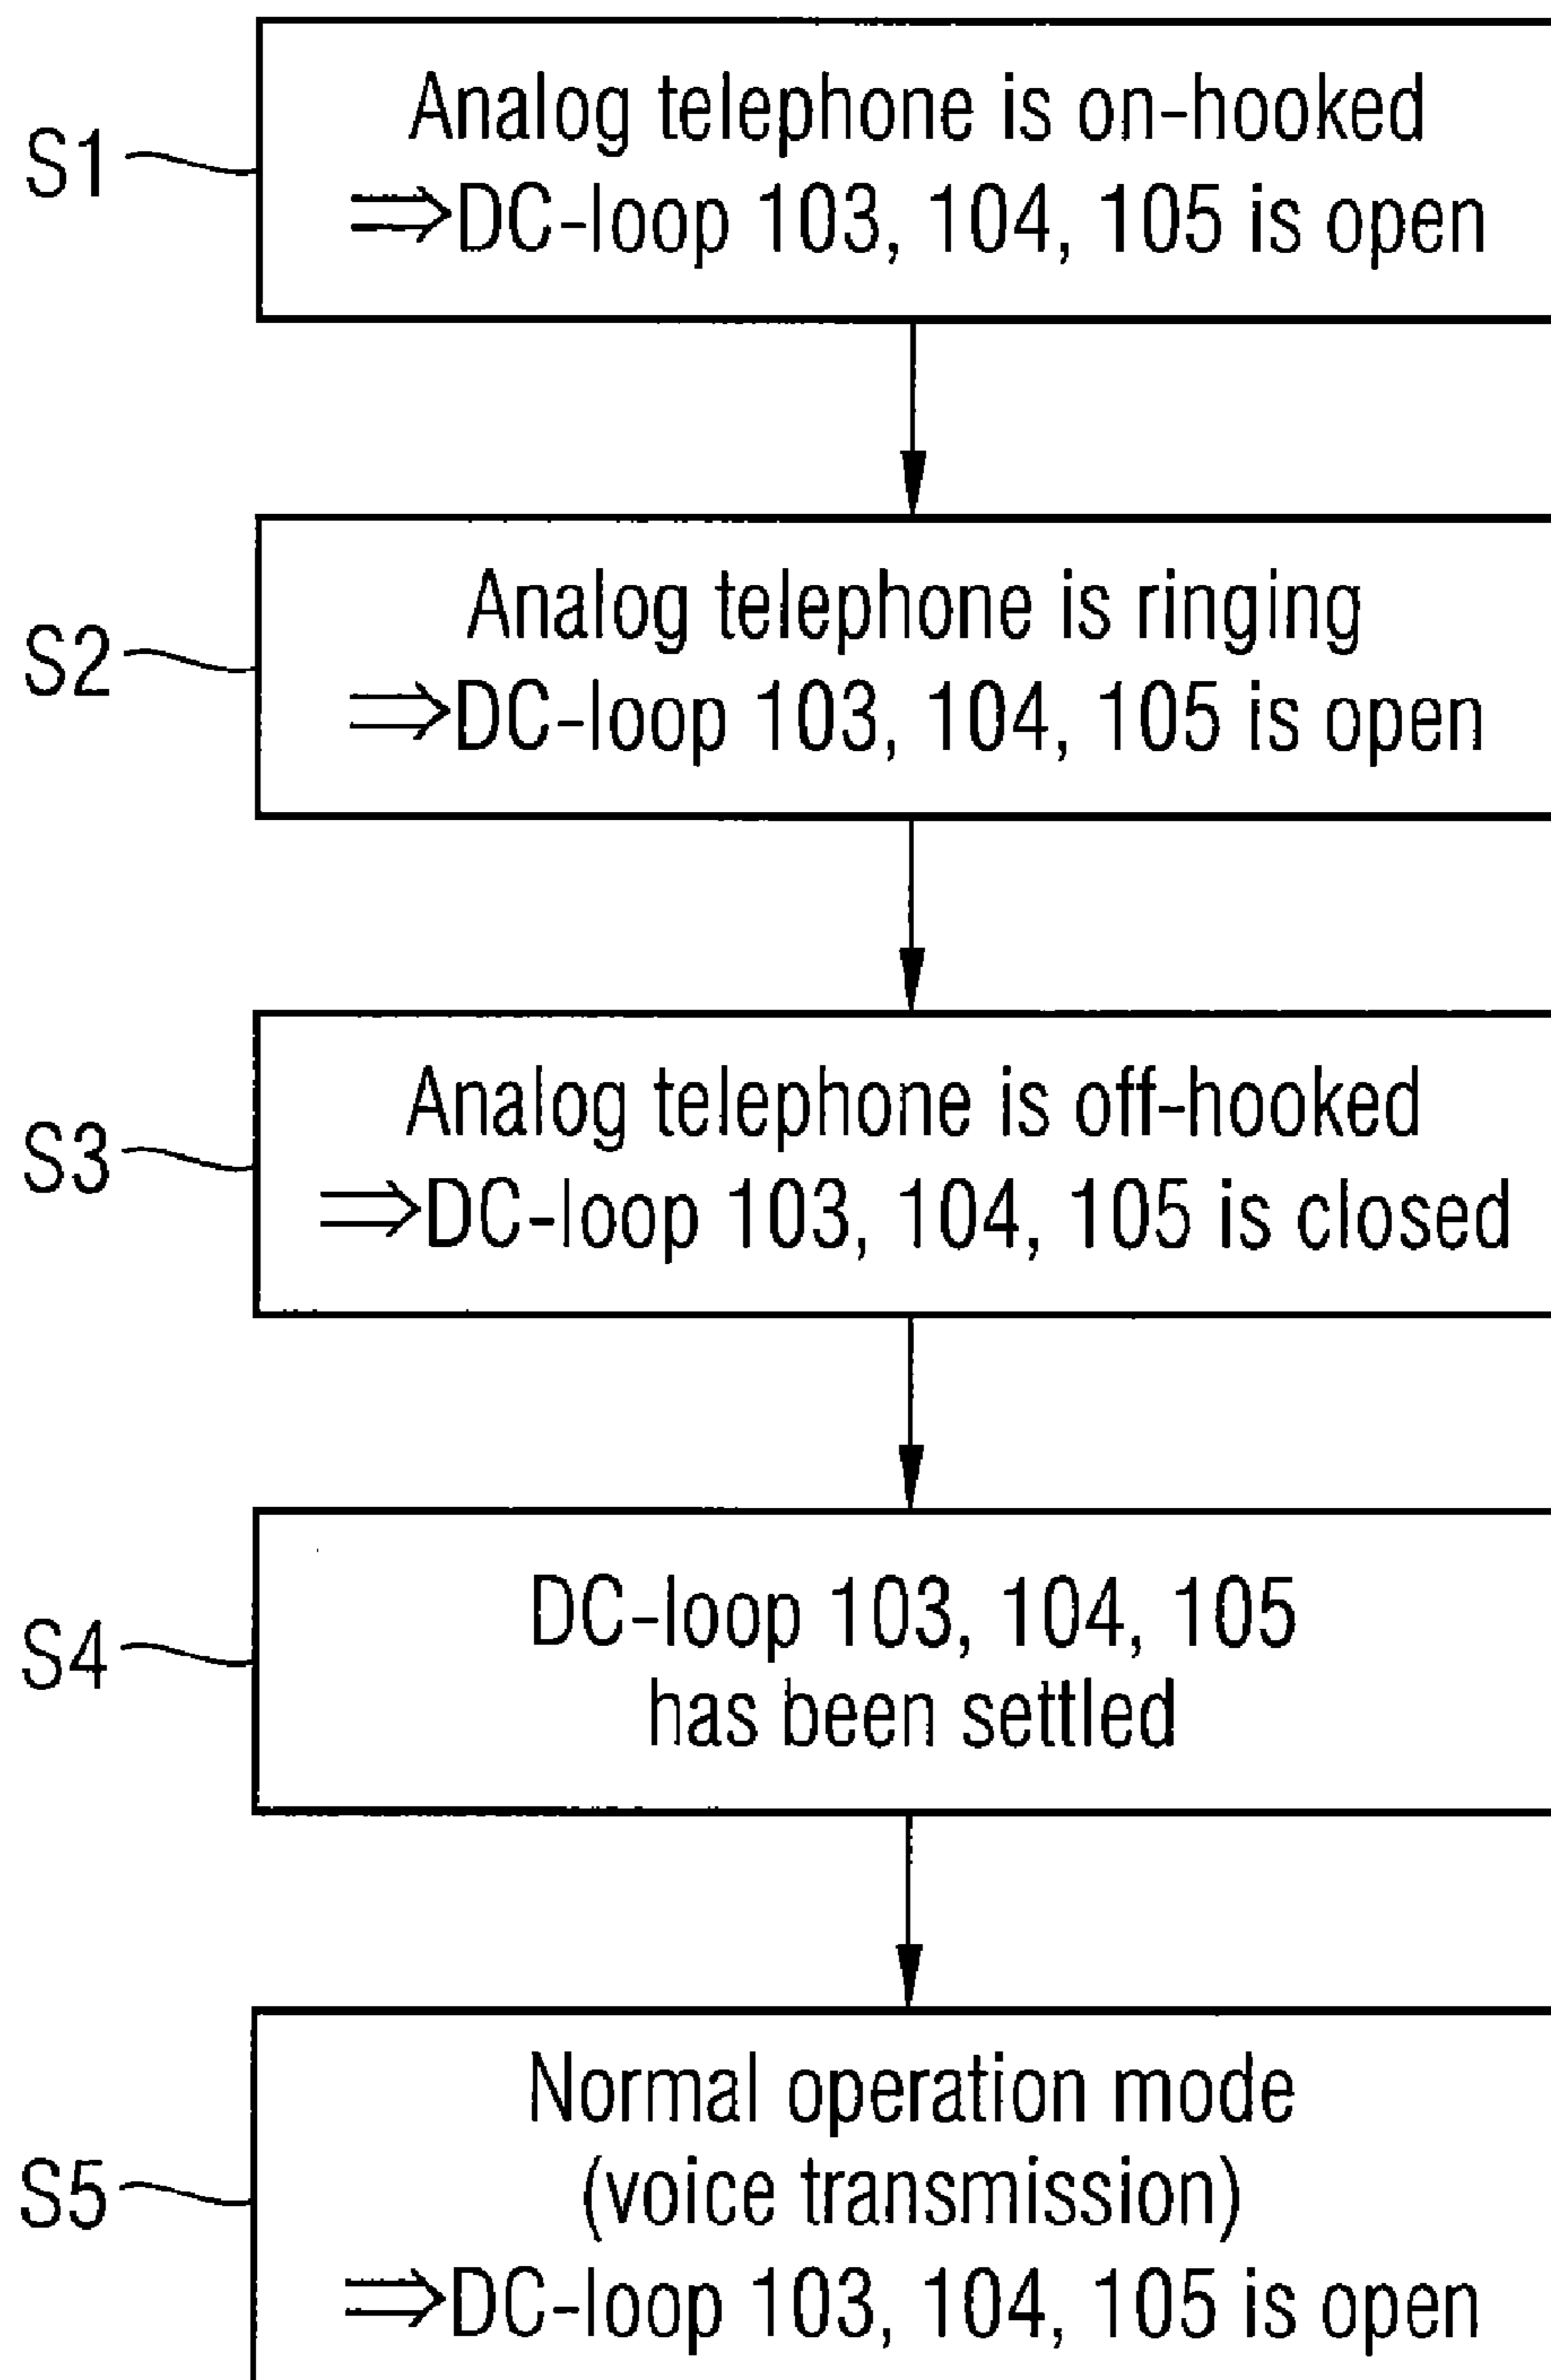 S1
Analog telephone is on-hooked
⇒DC-loop 103, 104, 105 is open
S2
Analog telephone is ringing
⇒DC-loop 103, 104, 105 is open
S3
Analog telephone is off-hooked
⇒DC-loop 103, 104, 105 is closed
S4
DC-loop 103, 104, 105
has been settled
S5
Normal operation mode
(voice transmission)
⇒DC-loop 103, 104, 105 is open